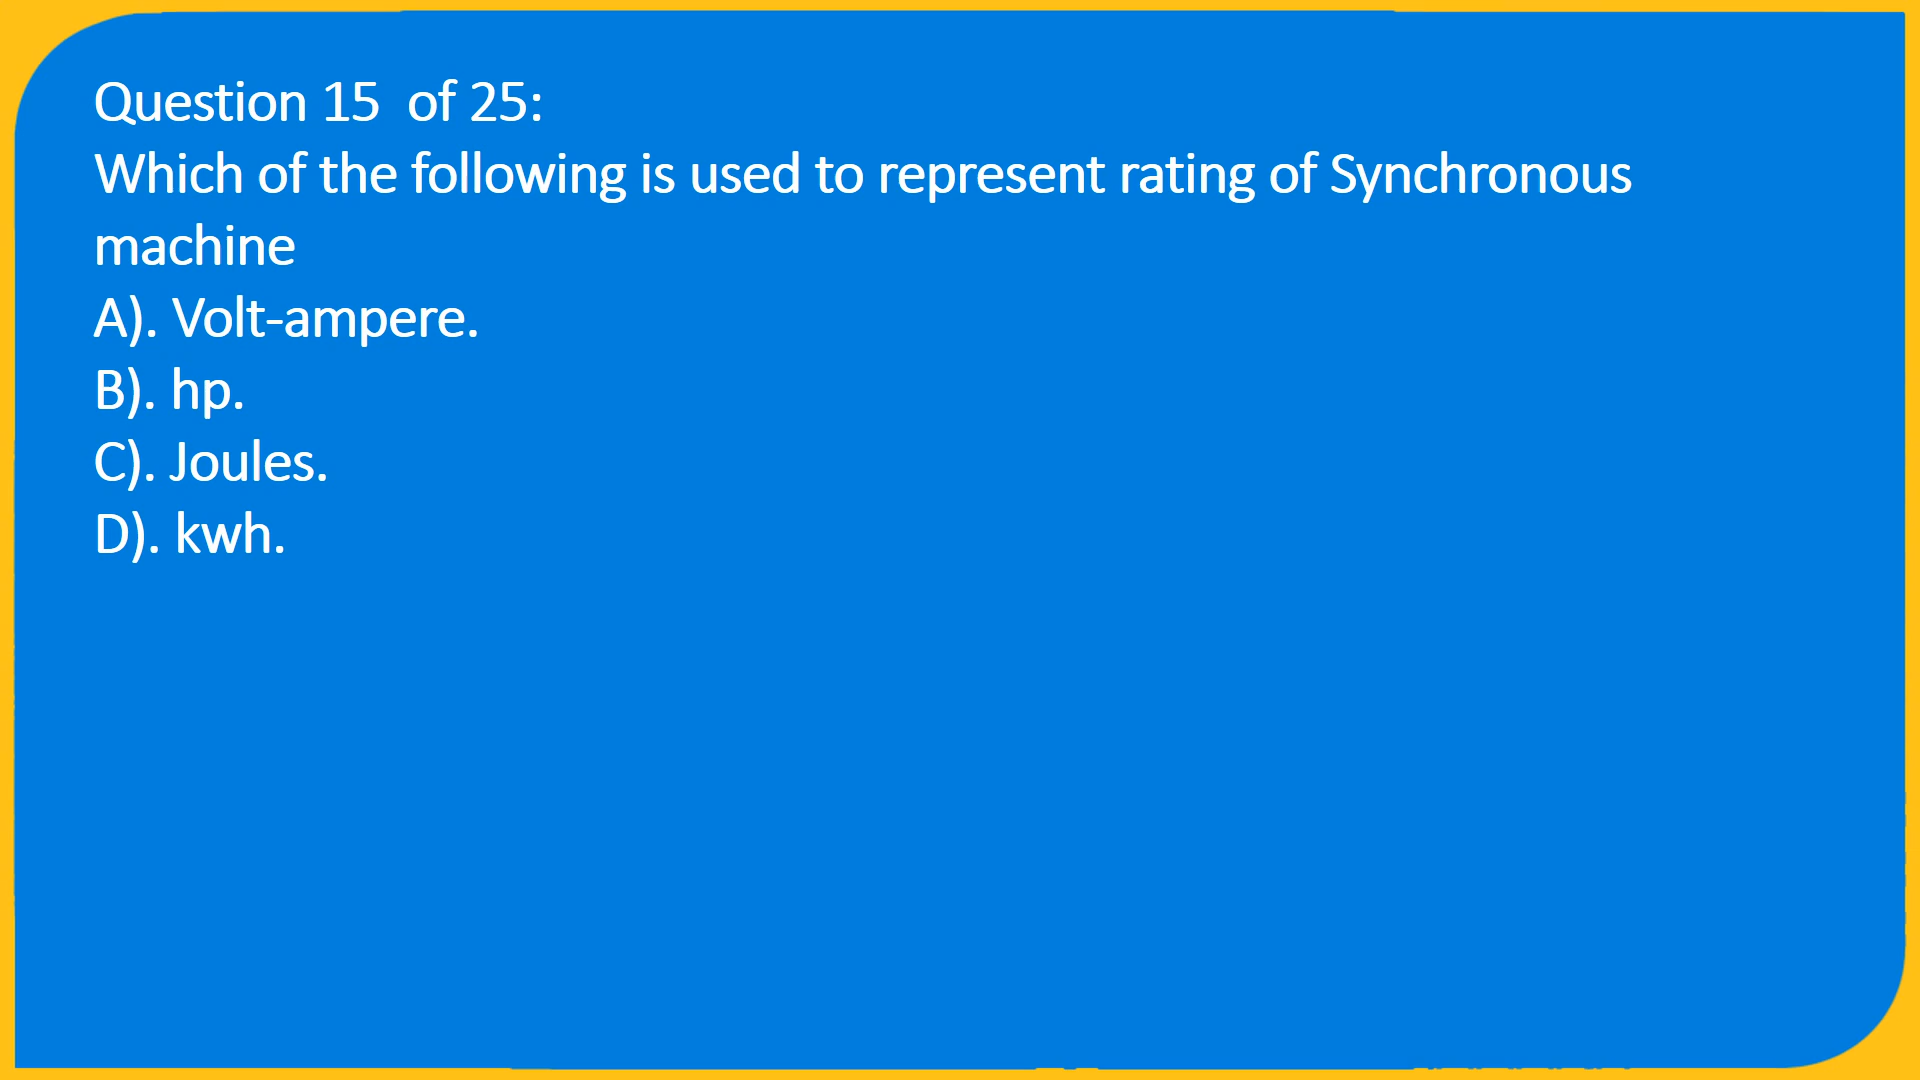 Question 15  of 25:
Which of the following is used to represent rating of Synchronous
machine
A). Volt-ampere.
B). hp.
C). Joules.
D). kwh.